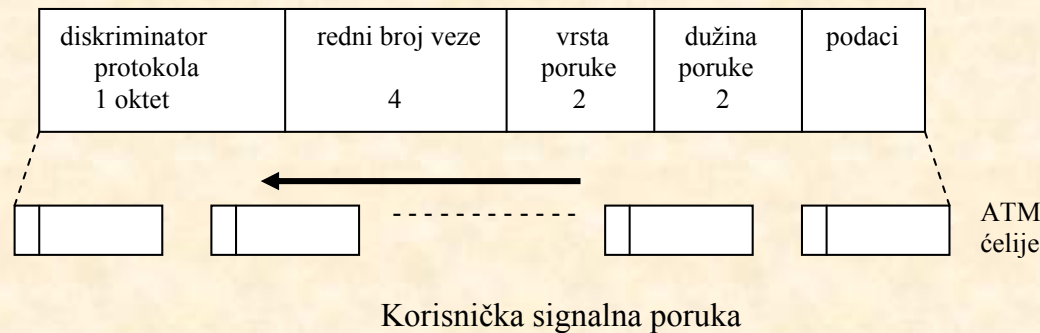 diskriminator
protokola
1 oktet
redni broj veze
4
vrsta
poruke
2
dužina
poruke
2
podaci
ATM
ćelije
Korisnička signalna poruka